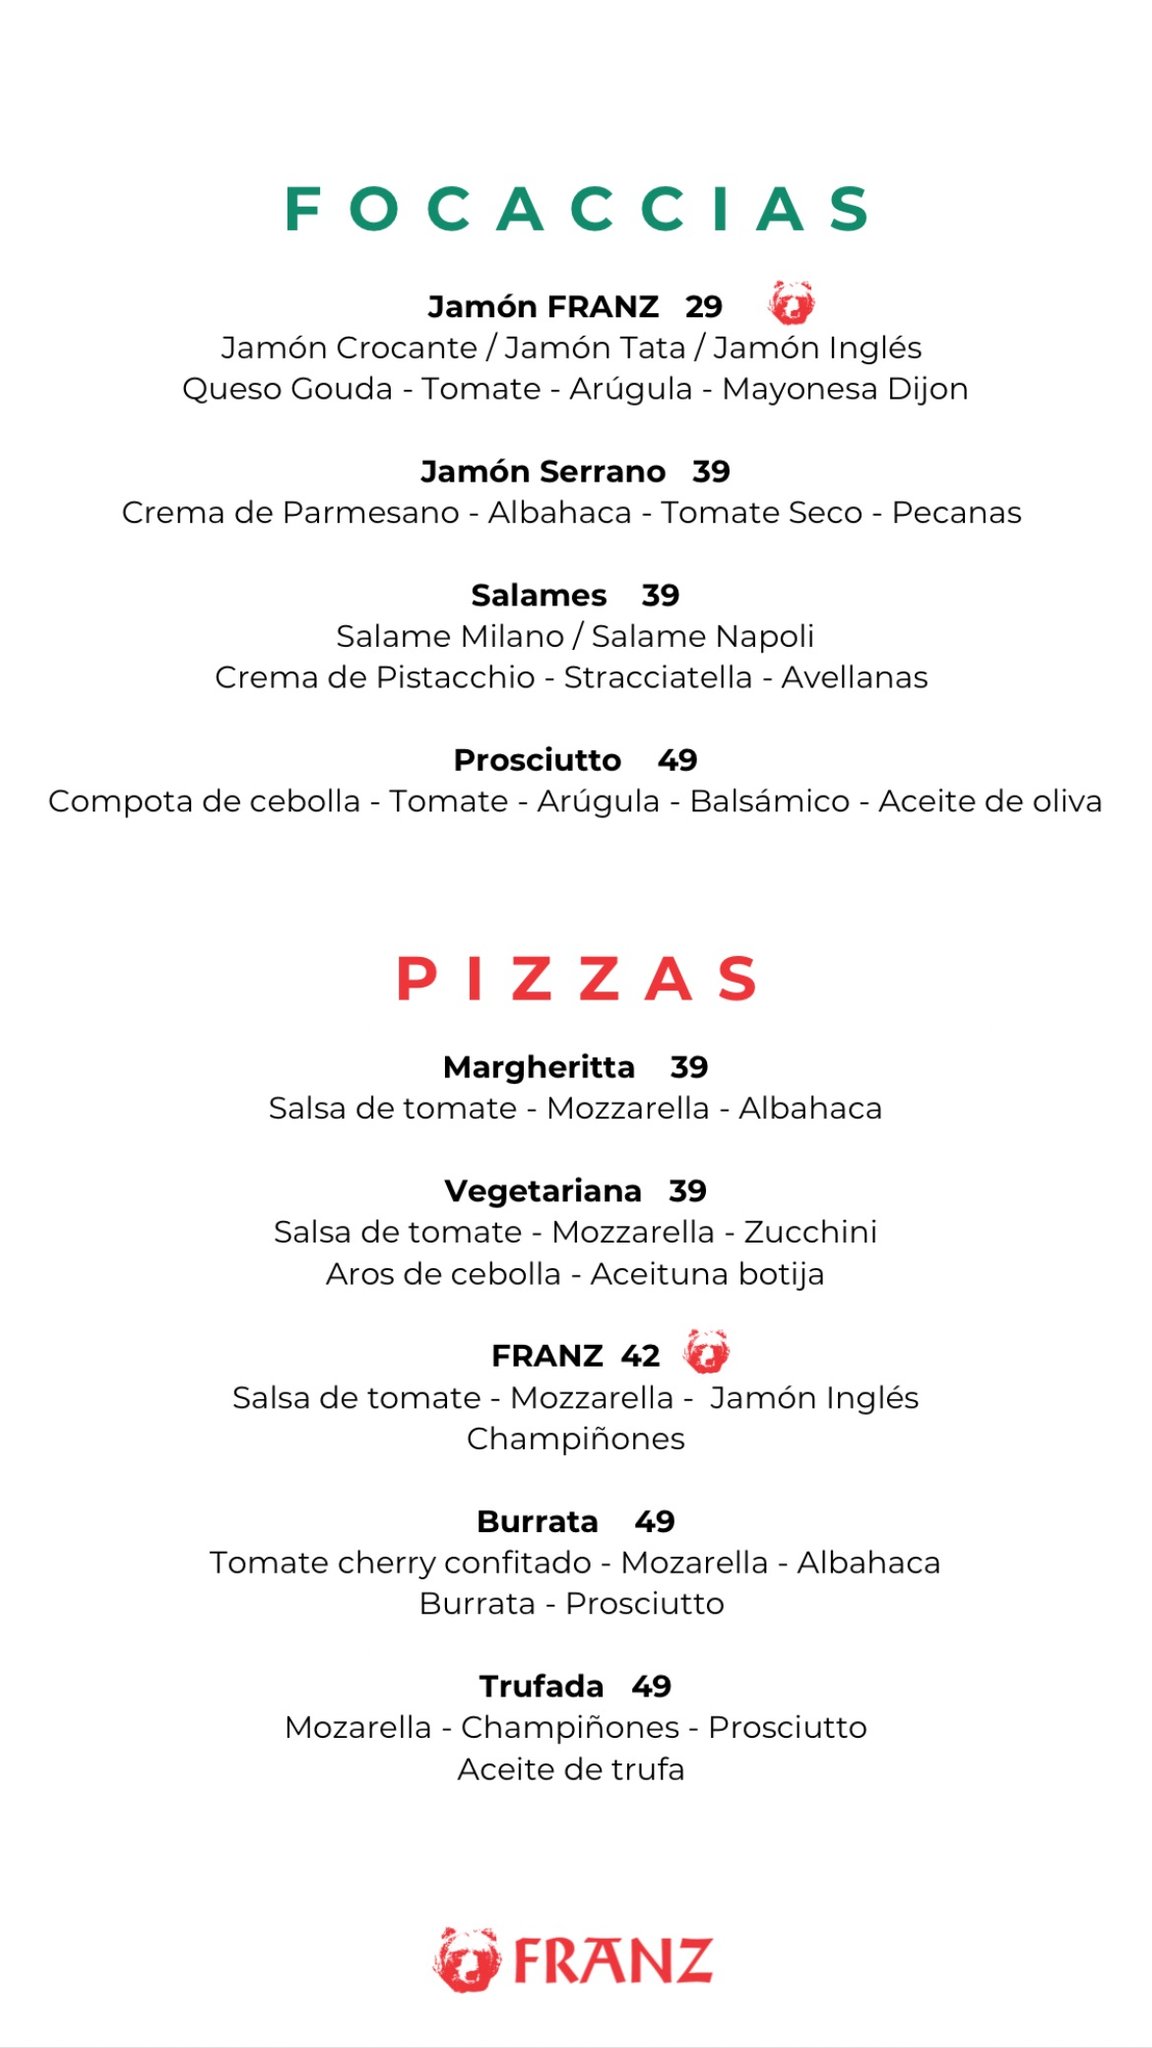 FOCACCIAS
Jamón FRANZ 29
Jamón Crocante / Jamón Tata / Jamón Inglés
Queso Gouda - Tomate - Arúgula - Mayonesa Dijon
Jamón Serrano 39
Crema de Parmesano - Albahaca - Tomate Seco - Pecanas
Salames 39
Salame Milano / Salame Napoli
Crema de Pistacchio - Stracciatella - Avellanas
Prosciutto 49
Compota de cebolla - Tomate - Arúgula - Balsámico - Aceite de oliva
PIZZAS
Margheritta 39
Salsa de tomate - Mozzarella - Albahaca
Vegetariana 39
Salsa de tomate - Mozzarella - Zucchini
Aros de cebolla - Aceituna botija
FRANZ 42
Salsa de tomate - Mozzarella - Jamón Inglés
Champiñones
Burrata 49
Tomate cherry confitado - Mozarella - Albahaca
Burrata - Prosciutto
Trufada 49
Mozarella - Champiñones - Prosciutto
Aceite de trufa
FRANZ